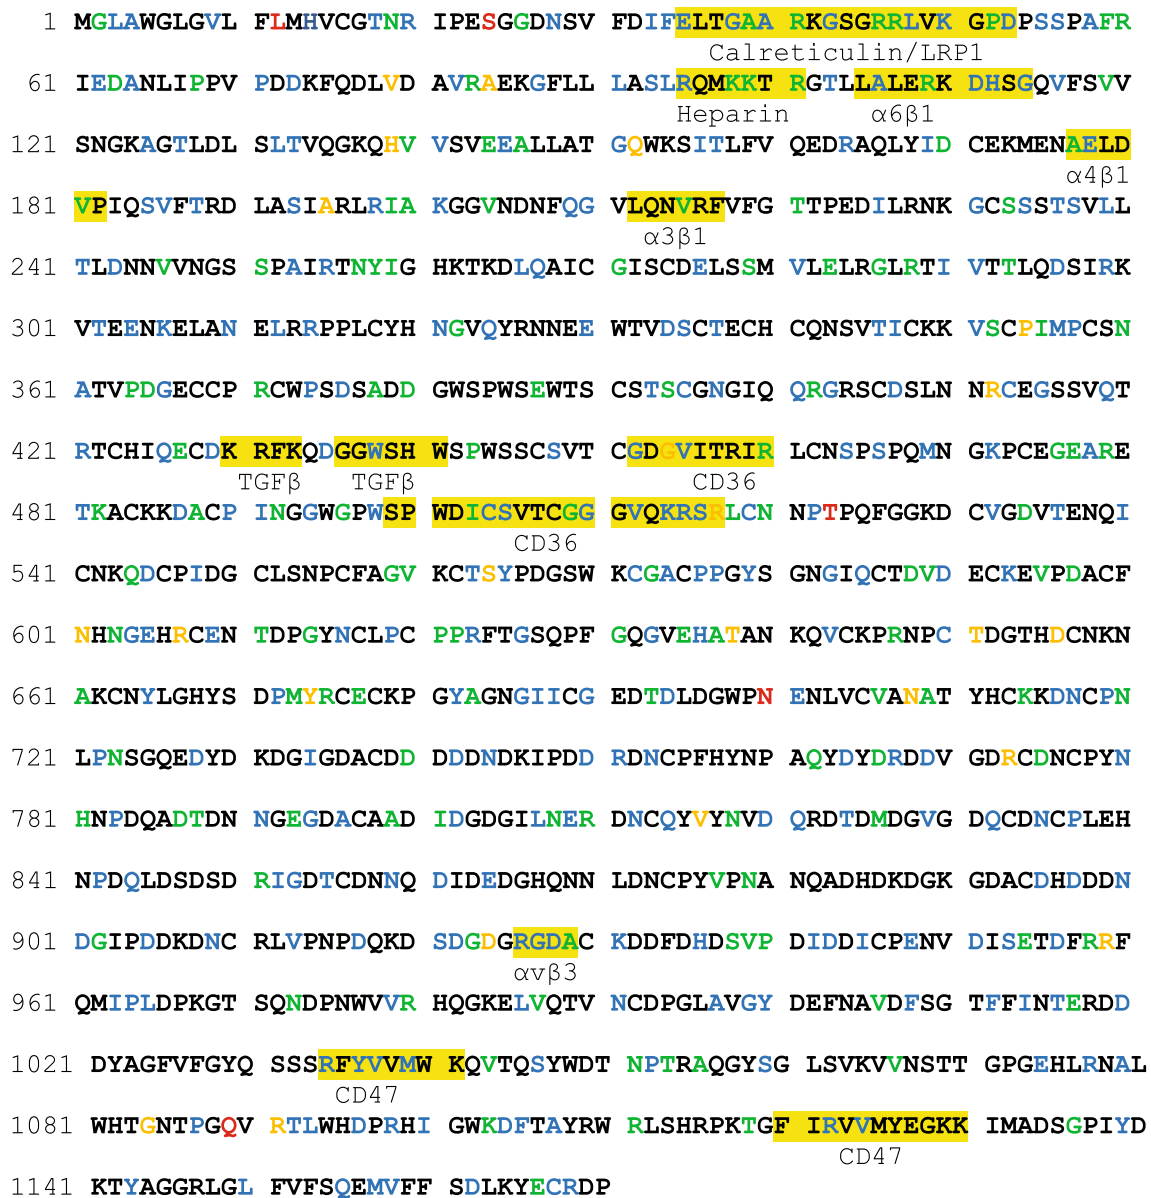 1 MGLAWGLGVL FLMHVCGTNR IPESGGDNSV FDIFELTGAA RKGSGRRLVK GPDPSSPAFR
Calreticulin/LRP1
61 IEDANLIPPV PDDKFQDLVD AVRAEKGFLL LASLRQMKKT RGTLLALERK DHSGQVFSVV
Heparin α6β1
121 SNGKAGTLDL SLTVQGKQHV VSVEEALLAT GQWKSITLFV QEDRAQLYID CEKMENAELD
α4β1
181 VPIQSVFTRD LASIARLRIA KGGVNDNFQG VLQNVRFVFG TTPEDILRNK GCSSSTSVLL
α3β1
241 TLDNNVVNGS SPAIRTNYIG HKTKDLQAIC GISCDELSSM VLELRGLRTI VTTLQDSIRK
301 VTEENKELAN ELRRPPLCYH NGVQYRNNEE WTVDSCTECH CQNSVTICKK VSCPIMPCSN
361 ATVPDGECCP RCWPSDSADD GWSPWSEWTS CSTSCGNGIQ QRGRSCDSLN NRCEGSSVQT
421 RTCHIQECDK RFKQDGGWSH WSPWSSCSVT CGDGVITRIR LCNSPSPQMN GKPCEGEARE
TGFβ TGFβ CD36
481 TKACKKDACP INGGWGPWSP WDICSVTCGG GVQKRSRLCN NPTPQFGGKD CVGDVTENQI
CD36
541 CNKQDCPIDG CLSNPCFAGV KCTSYPDGSW KCGACPPGYS GNGIQCTDVD ECKEVPDACF
601 NHNGEHRCEN TDPGYNCLPC PPRFTGSQPF GQGVEHATAN KQVCKPRNPC TDGTHDCNKN
661 AKCNYLGHYS DPMYRCECKP GYAGNGIICG EDTDLDGWPN ENLVCVANAT YHCKKDNCPN
721 LPNSGQEDYD KDGIGDACDD DDDNDKIPDD RDNCPFHYNP AQYDYDRDDV GDRCDNCPYN
781 HNPDQADTDN NGEGDACAAD IDGDGILNER DNCQYVYNVD QRDTDMDGVG DQCDNCPLEH
841 NPDQLDSDSD RIGDTCDNNQ DIDEDGHQNN LDNCPYVPNA NQADHDKDGK GDACDHDDDN
901 DGIPDDKDNC RLVPNPDQKD SDGDGRGDAC KDDFDHDSVP DIDDICPENV DISETDFRRF
αvβ3
961 QMIPLDPKGT SQNDPNWVVR HQGKELVQTV NCDPGLAVGY DEFNAVDFSG TFFINTERDD
1021 DYAGFVFGYQ SSSRFYVVMW KQVTQSYWDT NPTRAQGYSG LSVKVVNSTT GPGEHLRNAL
CD47
1081 WHTGNTPGQV RTLWHDPRHI GWKDFTAYRW RLSHRPKTGF IRVVMYEGKK IMADSGPIYD
CD47
1141 KTYAGGRLGL FVFSQEMVFF SDLKYECRDP